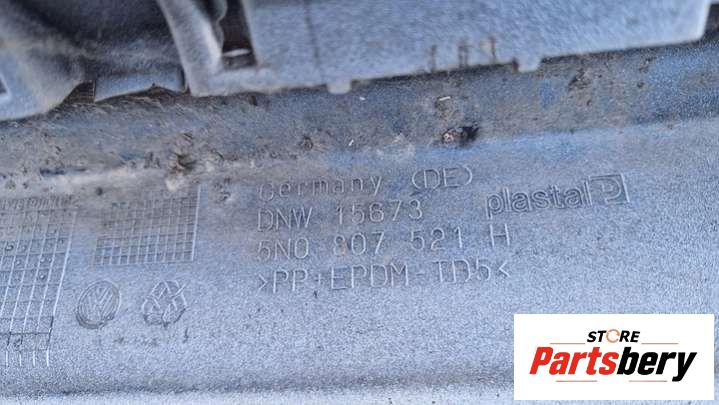 Germany (DE)
DNW 15673
plastal
5N0 807 521 H
>PP+EPDM-TD5<
STORE
Partsbery